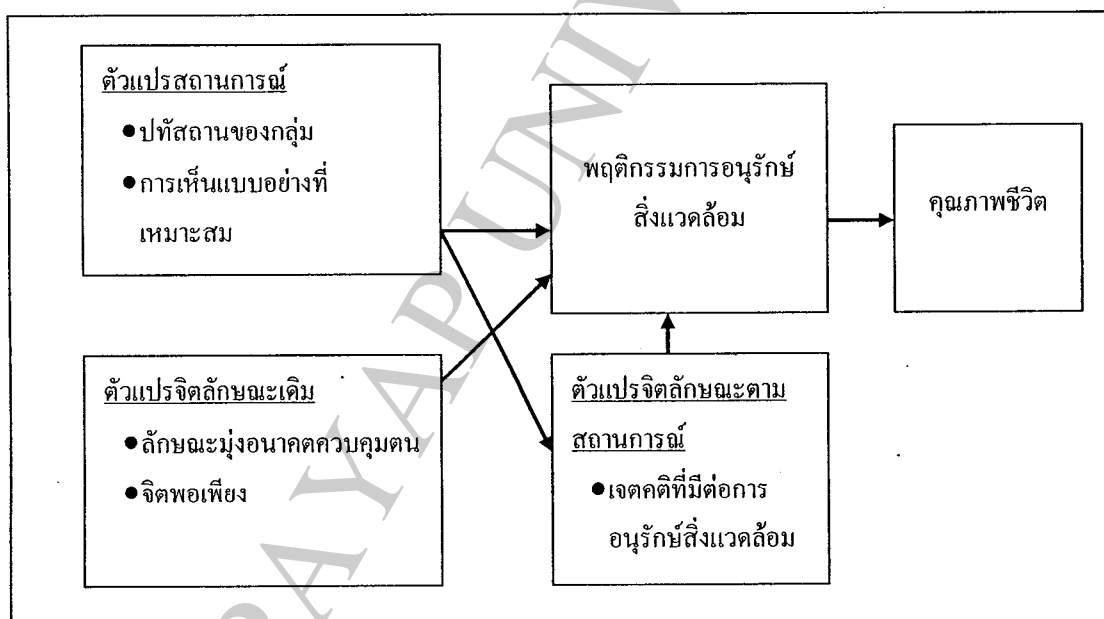 ตัวแปรสถานการณ์
●ปทัสถานของกลุ่ม
●การเห็นแบบอย่างที่
เหมาะสม
พฤติกรรมการอนุรักษ์
สิ่งแวดล้อม
คุณภาพชีวิต
ตัวแปรจิตลักษณะเดิม
●ลักษณะมุ่งอนาคตควบคุมตน
●จิตพอเพียง
ตัวแปรจิตลักษณะตาม
สถานการณ์
●เจตคติที่มีต่อการ
อนุรักษ์สิ่งแวดล้อม
PAYAP UNI